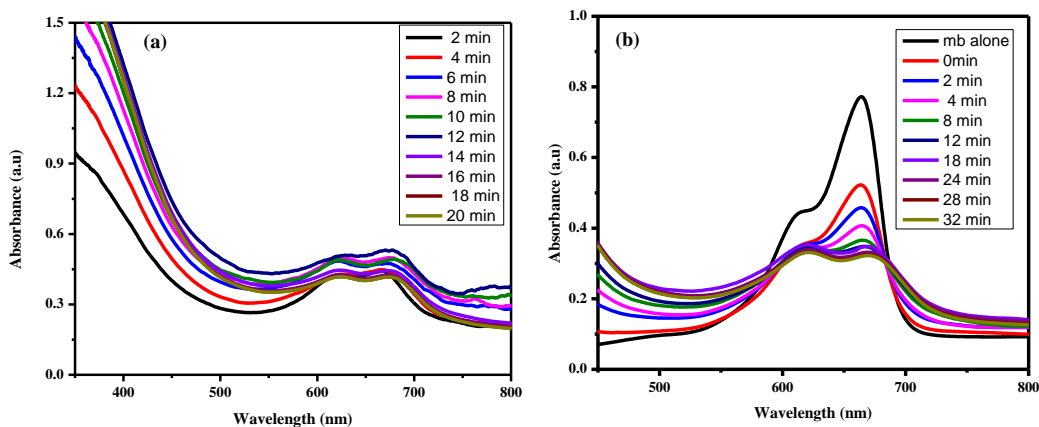 (a)
2 min
4 min
6 min
8 min
10 min
12 min
14 min
16 min
18 min
20 min
1.5
1.2
0.9
0.6
0.3
0.0
400 500 600 700 800
Absorbance (a.u)
Wavelength (nm)
(b)
mb alone
0min
2 min
4 min
8 min
12 min
18 min
24 min
28 min
32 min
1.0
0.8
0.6
0.4
0.2
0.0
500 600 700 800
Absorbance (a.u)
Wavelength (nm)